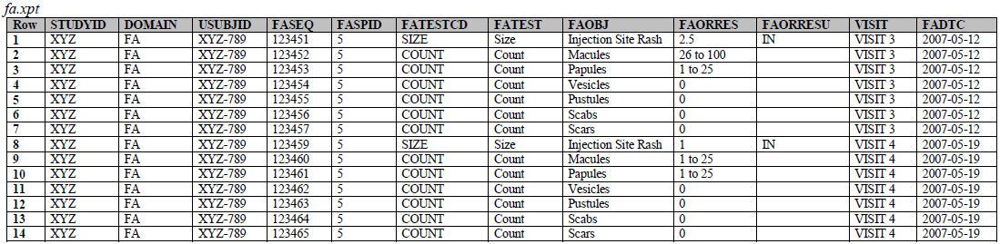 fa.xpt
Row STUDYID DOMAIN USUBJID FASEQ FASPID FATESTCD FATEST FAOBJ FAORRES FAORRESU VISIT FADTC
1 XYZ FA XYZ-789 123451 5 SIZE Size Injection Site Rash 2.5 IN VISIT 3 2007-05-12
2 XYZ FA XYZ-789 123452 5 COUNT Count Macules 26 to 100 VISIT 3 2007-05-12
3 XYZ FA XYZ-789 123453 5 COUNT Count Papules 1 to 25 VISIT 3 2007-05-12
4 XYZ FA XYZ-789 123454 5 COUNT Count Vesicles 0 VISIT 3 2007-05-12
5 XYZ FA XYZ-789 123455 5 COUNT Count Pustules 0 VISIT 3 2007-05-12
6 XYZ FA XYZ-789 123456 5 COUNT Count Scabs 0 VISIT 3 2007-05-12
7 XYZ FA XYZ-789 123457 5 COUNT Count Scars 0 VISIT 3 2007-05-12
8 XYZ FA XYZ-789 123459 5 SIZE Size Injection Site Rash 1 IN VISIT 4 2007-05-19
9 XYZ FA XYZ-789 123460 5 COUNT Count Macules 1 to 25 VISIT 4 2007-05-19
10 XYZ FA XYZ-789 123461 5 COUNT Count Papules 1 to 25 VISIT 4 2007-05-19
11 XYZ FA XYZ-789 123462 5 COUNT Count Vesicles 0 VISIT 4 2007-05-19
12 XYZ FA XYZ-789 123463 5 COUNT Count Pustules 0 VISIT 4 2007-05-19
13 XYZ FA XYZ-789 123464 5 COUNT Count Scabs 0 VISIT 4 2007-05-19
14 XYZ FA XYZ-789 123465 5 COUNT Count Scars 0 VISIT 4 2007-05-19